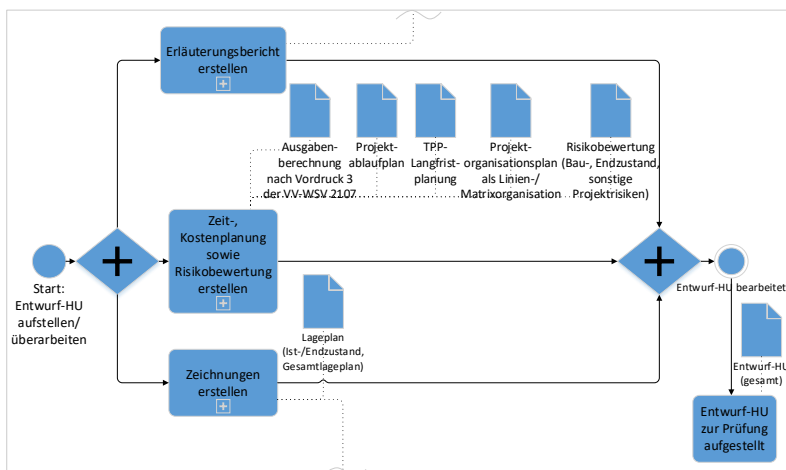 Erläuterungsbericht
erstellen
Ausgaben-
berechnung
nach Vordruck 3
der VV-WSV 2107
Projekt-
ablaufplan
TPP-
Langfrist-
planung
Projekt-
organisationsplan
als Linien-/
Matrixorganisation
Risikobewertung
(Bau-, Endzustand,
sonstige
Projektrisiken)
Zeit-,
Kostenplanung
sowie
Risikobewertung
erstellen
Start:
Entwurf-HU
aufstellen/
überarbeiten
Entwurf-HU bearbeitet
Lageplan
(Ist-/Endzustand,
Gesamtlageplan)
Zeichnungen
erstellen
Entwurf-HU
(gesamt)
Entwurf-HU
zur Prüfung
aufgestellt